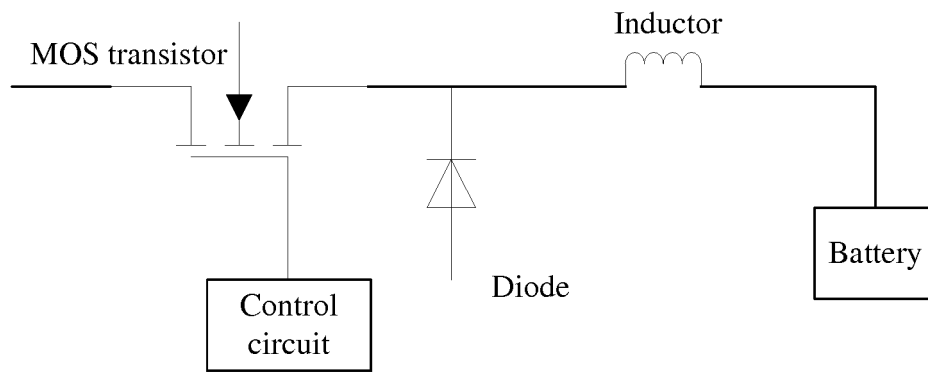 Inductor
MOS transistor
Battery
Diode
Control
circuit